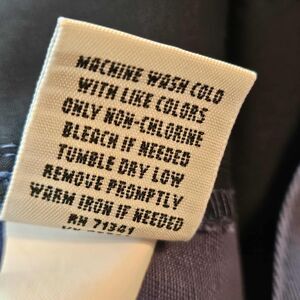 MACHINE WASH COLD
WITH LIKE COLORS
ONLY NON-CHLORINE
BLEACH IF NEEDED
TUMBLE DRY LOW
REMOVE PROMPTLY
WARM IRON IF NEEDED
RN 71341